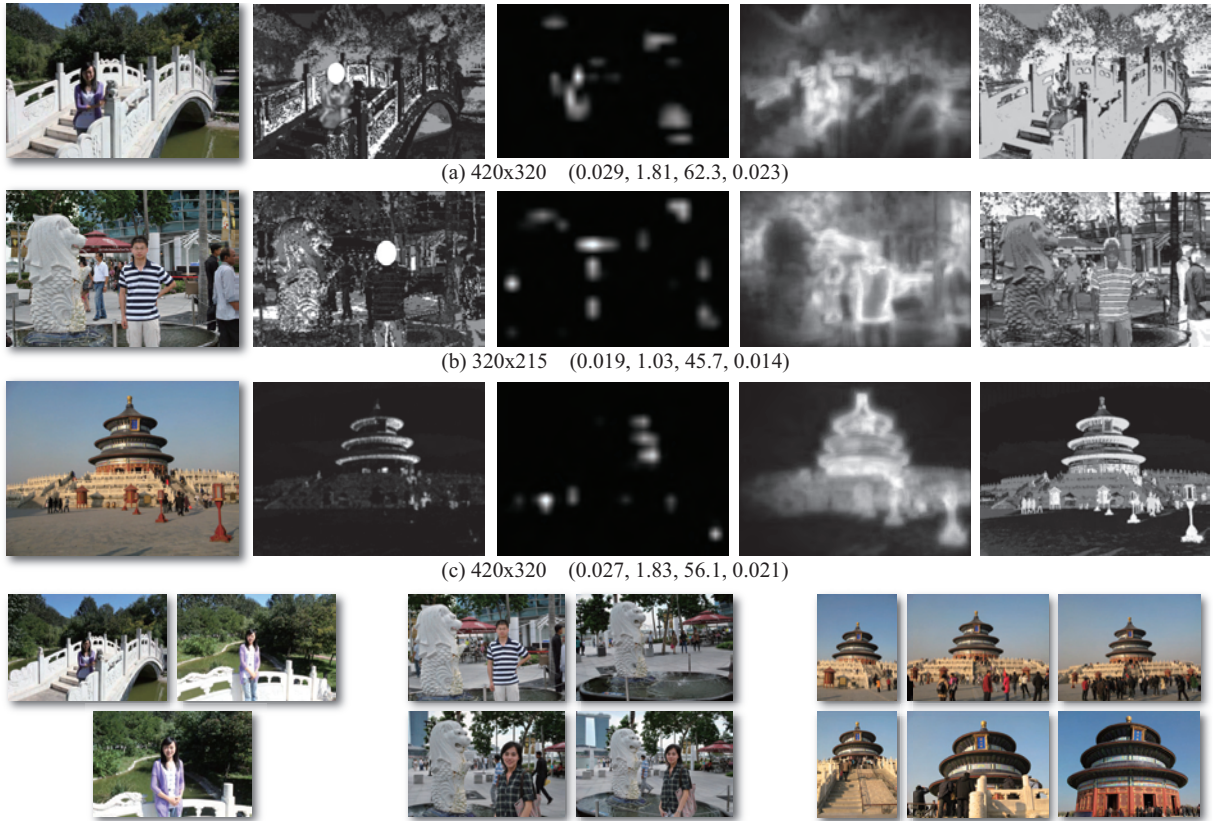 (a) 420x320 (0.029, 1.81, 62.3, 0.023)
(b) 320x215 (0.019, 1.03, 45.7, 0.014)
(c) 420x320 (0.027, 1.83, 56.1, 0.021)